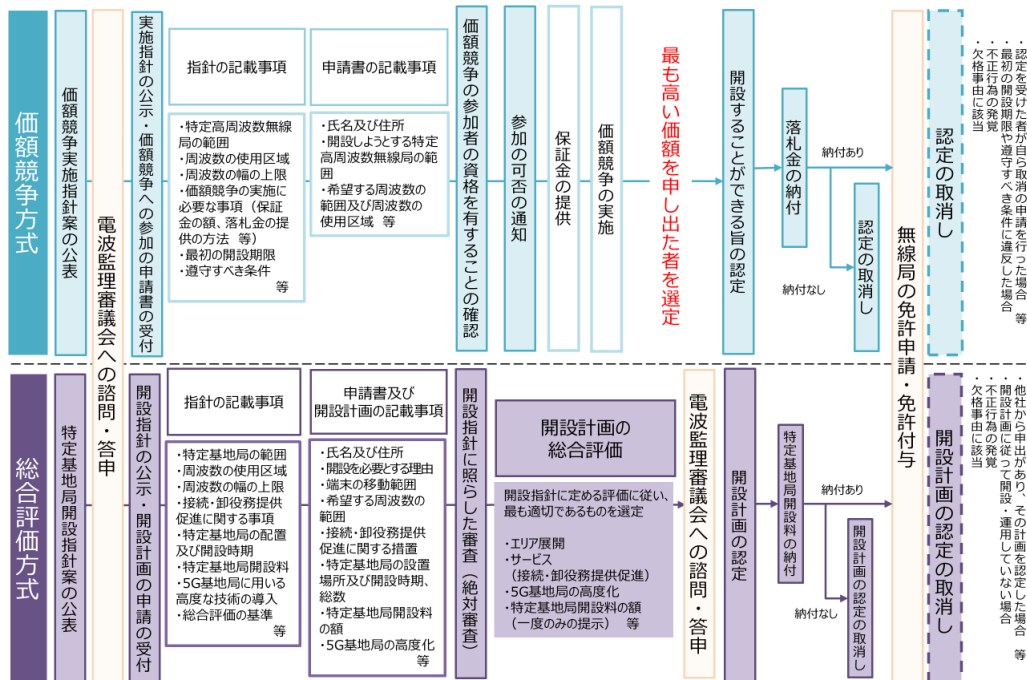 価額競争方式
価額競争実施指針案の公表
電波監理審議会への諮問・答申
実施指針の公示・価額競争への参加の申請書の受付
指針の記載事項
・特定高周波数無線
局の範囲
・周波数の使用区域
・周波数の幅の上限
・価額競争の実施に
必要な事項（保証
金の額、落札金の提
供の方法　等）
・最初の開設期限
・遵守すべき条件
等
申請書の記載事項
・氏名及び住所
・開設しようとする特定
高周波数無線局の範
囲
・希望する周波数の
範囲及び周波数の
使用区域　等
価額競争の参加者の資格を有することの確認
参加の可否の通知
保証金の提供
価額競争の実施
最も高い価額を申し出た者を選定
開設することができる旨の認定
落札金の納付
納付あり
納付なし
認定の取消し
無線局の免許申請・免許付与
認定の取消し
・認定を受けた者が自ら取消の申請を行った場合　等
・最初の開設期限や遵守すべき条件に違反した場合
・不正行為の発覚
・欠格事由に該当
総合評価方式
特定基地局開設指針案の公表
開設指針の公示・開設計画の申請の受付
指針の記載事項
・特定基地局の範囲
・周波数の使用区域
・周波数の幅の上限
・接続・卸役務提供
促進に関する事項
・特定基地局の配置
及び開設時期
・特定基地局開設料
・5G基地局に用いる
高度な技術の導入
・総合評価の基準
等
申請書及び
開設計画の記載事項
・氏名及び住所
・開設を必要とする理由
・端末の移動範囲
・希望する周波数の
範囲
・接続・卸役務提供
促進に関する措置
・特定基地局の設置
場所及び開設時期、
総数
・特定基地局開設料
の額
・5G基地局の高度化
等
開設指針に照らした審査（絶対審査）
開設計画の
総合評価
開設指針に定める評価に従い、
最も適切であるものを選定
・エリア展開
・サービス
（接続・卸役務提供促進）
・5G基地局の高度化
・特定基地局開設料の額
（一度のみの提示）　等
電波監理審議会への諮問・答申
開設計画の認定
特定基地局開設料の納付
納付あり
納付なし
開設計画の認定の取消し
開設計画の認定の取消し
・他社から申出があり、その計画を認定した場合　等
・開設計画に従って開設・運用していない場合
・不正行為の発覚
・欠格事由に該当